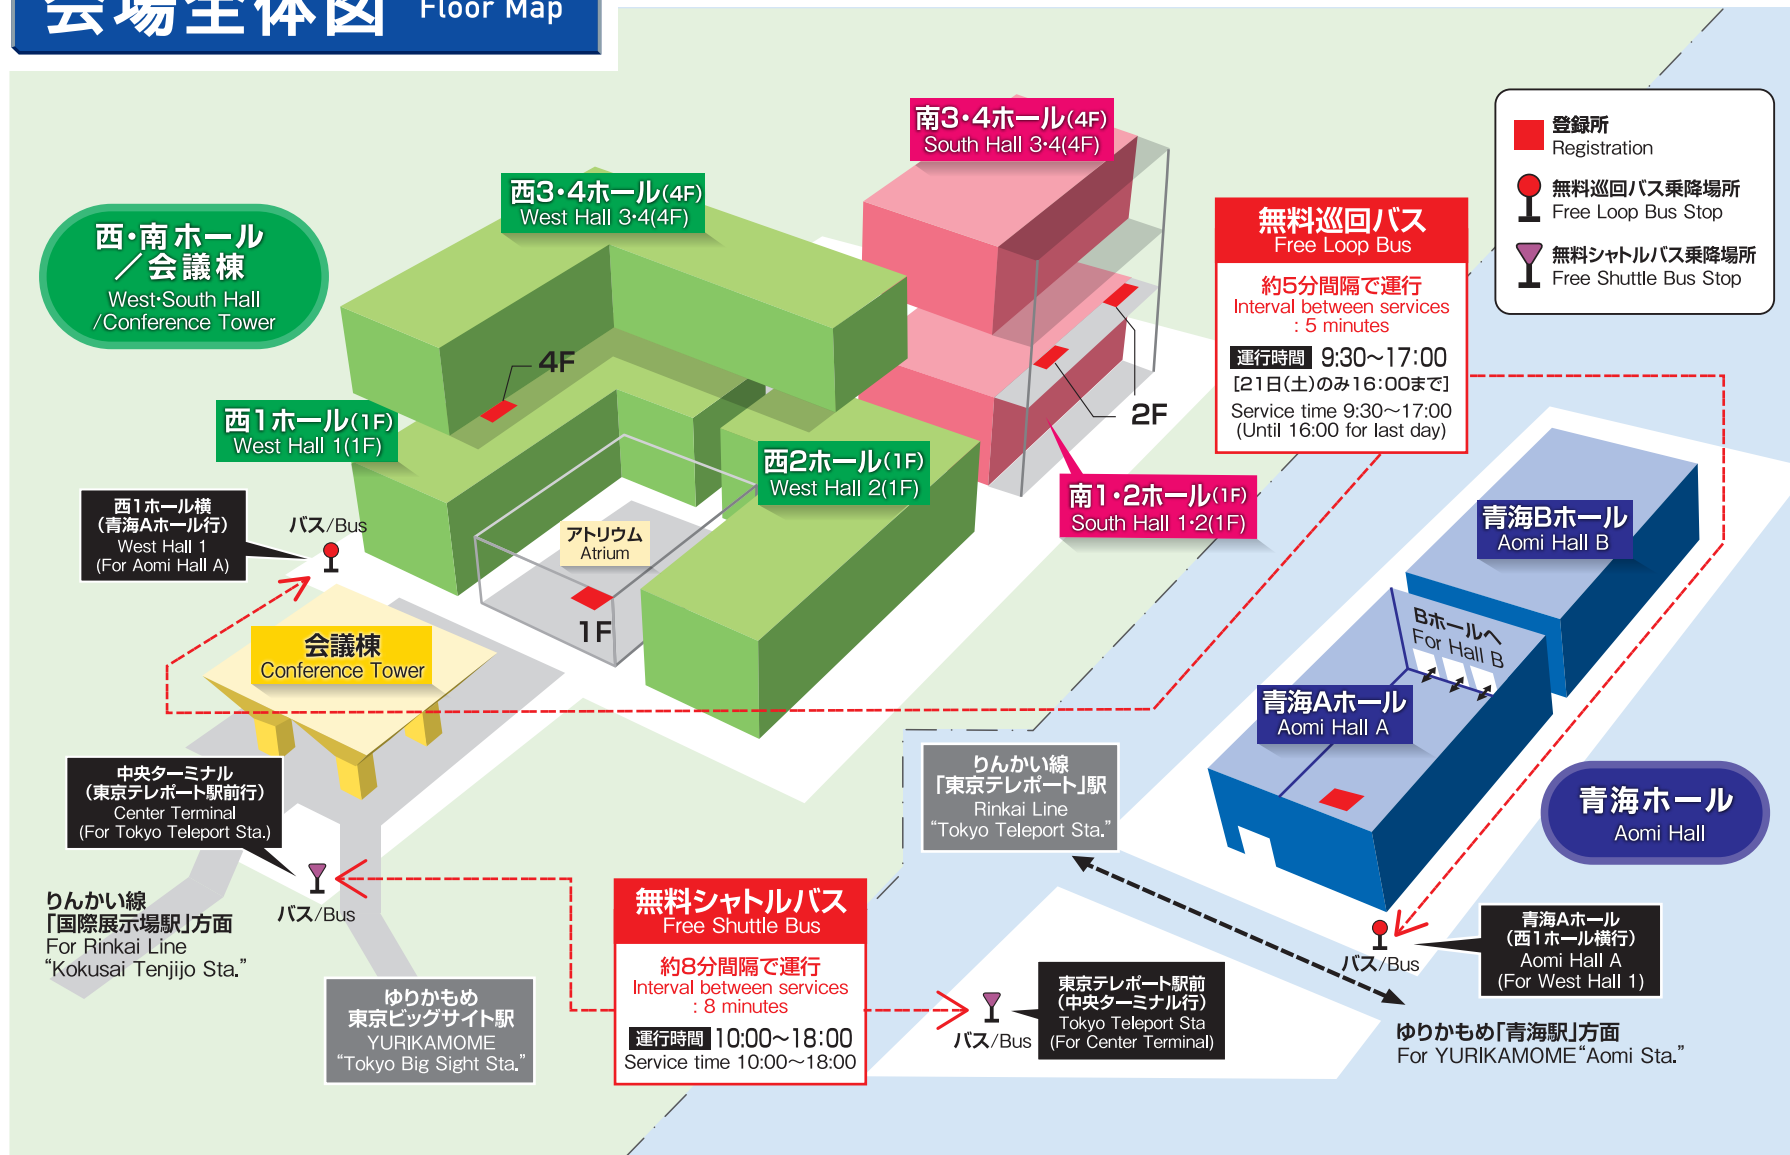 会場全体図 Floor Map
登録所
Registration
無料巡回バス乗降場所
Free Loop Bus Stop
無料シャトルバス乗降場所
Free Shuttle Bus Stop
西・南ホール
／会議棟
West・South Hall
/Conference Tower
西3・4ホール(4F)
West Hall 3・4(4F)
南3・4ホール(4F)
South Hall 3・4(4F)
4F
西1ホール(1F)
West Hall 1(1F)
西2ホール(1F)
West Hall 2(1F)
2F
南1・2ホール(1F)
South Hall 1・2(1F)
無料巡回バス
Free Loop Bus
約5分間隔で運行
Interval between services
: 5 minutes
運行時間 9:30〜17:00
[21日(土)のみ16:00まで]
Service time 9:30〜17:00
(Until 16:00 for last day)
西1ホール横
(青海Aホール行)
West Hall 1
(For Aomi Hall A)
バス/Bus
アトリウム
Atrium
1F
会議棟
Conference Tower
青海Bホール
Aomi Hall B
Bホールへ
For Hall B
青海Aホール
Aomi Hall A
青海ホール
Aomi Hall
中央ターミナル
(東京テレポート駅前行)
Center Terminal
(For Tokyo Teleport Sta.)
バス/Bus
りんかい線
「国際展示場駅」方面
For Rinkai Line
“Kokusai Tenjijo Sta.”
ゆりかもめ
東京ビッグサイト駅
YURIKAMOME
“Tokyo Big Sight Sta.”
無料シャトルバス
Free Shuttle Bus
約8分間隔で運行
Interval between services
: 8 minutes
運行時間 10:00〜18:00
Service time 10:00〜18:00
りんかい線
「東京テレポート」駅
Rinkai Line
“Tokyo Teleport Sta.”
バス/Bus
東京テレポート駅前
(中央ターミナル行)
Tokyo Teleport Sta
(For Center Terminal)
バス/Bus
青海Aホール
(西1ホール横行)
Aomi Hall A
(For West Hall 1)
ゆりかもめ「青海駅」方面
For YURIKAMOME “Aomi Sta.”